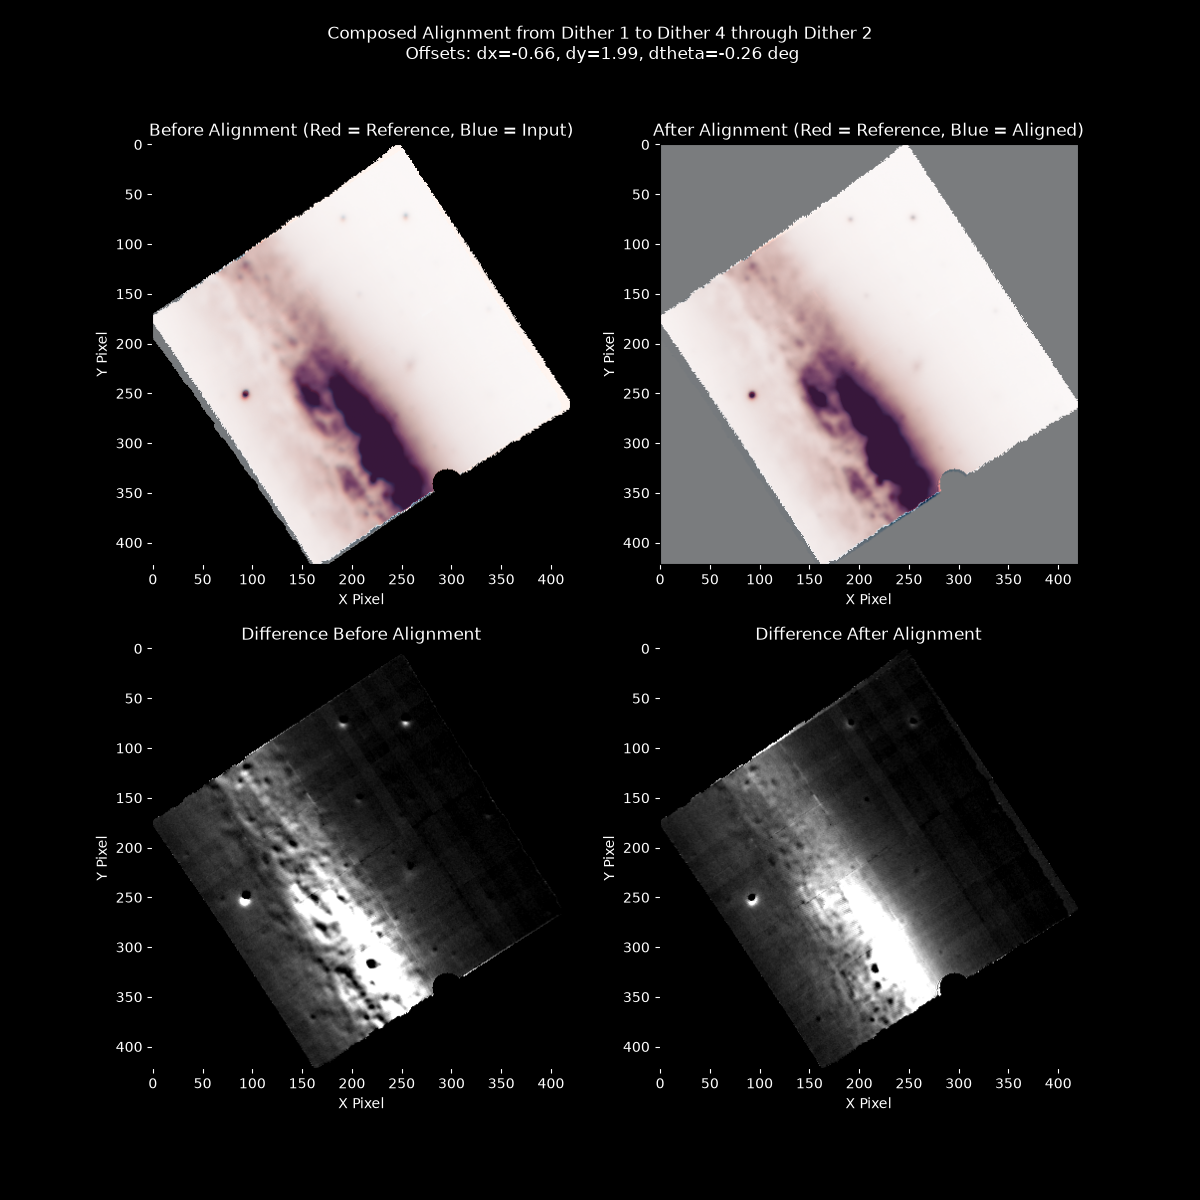 Composed Alignment from Dither 1 to Dither 4 through Dither 2
Offsets: dx=-0.66, dy=1.99, dtheta=-0.26 deg
Before Alignment (Red = Reference, Blue = Input)
0
50
100
150
200
250
300
350
400
Y Pixel
0 50 100 150 200 250 300 350 400
X Pixel
After Alignment (Red = Reference, Blue = Aligned)
0
50
100
150
200
250
300
350
400
Y Pixel
0 50 100 150 200 250 300 350 400
X Pixel
Difference Before Alignment
0
50
100
150
200
250
300
350
400
Y Pixel
0 50 100 150 200 250 300 350 400
X Pixel
Difference After Alignment
0
50
100
150
200
250
300
350
400
Y Pixel
0 50 100 150 200 250 300 350 400
X Pixel